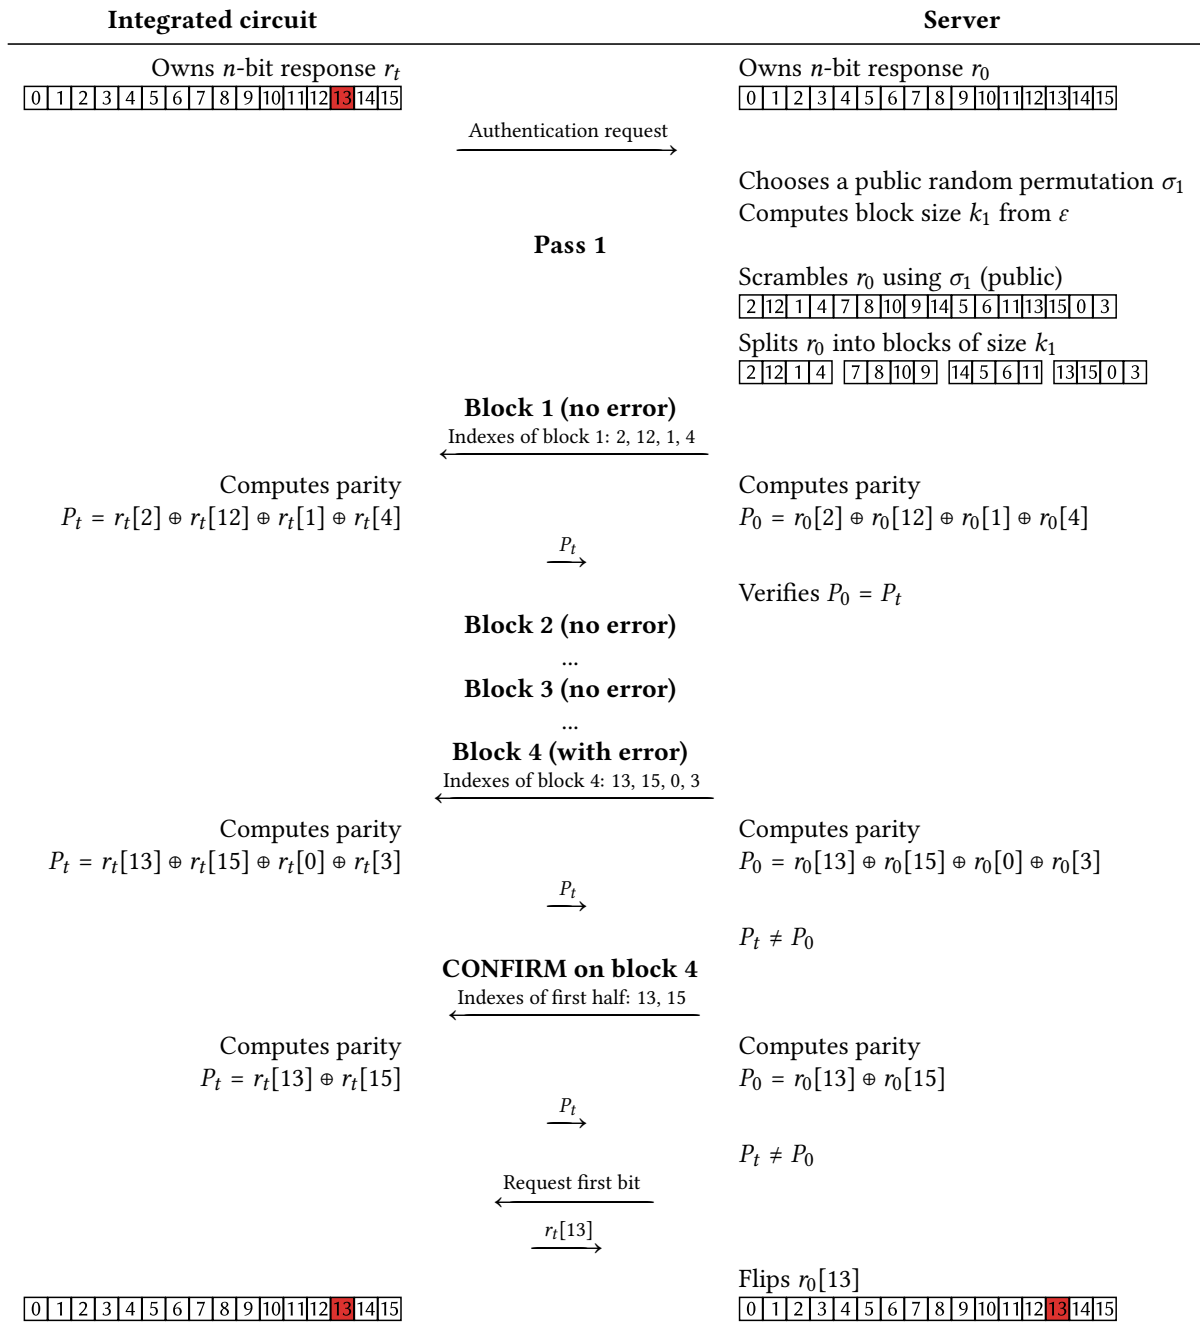 Integrated circuit Server
Owns n-bit response r_t Owns n-bit response r_0
0 1 2 3 4 5 6 7 8 9 10 11 12 13 14 15 0 1 2 3 4 5 6 7 8 9 10 11 12 13 14 15
Authentication request
Chooses a public random permutation σ_1
Computes block size k_1 from ε
Pass 1
Scrambles r_0 using σ_1 (public)
2 12 1 4 7 8 10 9 14 5 6 11 13 15 0 3
Splits r_0 into blocks of size k_1
2 12 1 4 7 8 10 9 14 5 6 11 13 15 0 3
Block 1 (no error)
Indexes of block 1: 2, 12, 1, 4
Computes parity Computes parity
P_t = r_t[2] ⊕ r_t[12] ⊕ r_t[1] ⊕ r_t[4] P_0 = r_0[2] ⊕ r_0[12] ⊕ r_0[1] ⊕ r_0[4]
P_t
Verifies P_0 = P_t
Block 2 (no error)
...
Block 3 (no error)
...
Block 4 (with error)
Indexes of block 4: 13, 15, 0, 3
Computes parity Computes parity
P_t = r_t[13] ⊕ r_t[15] ⊕ r_t[0] ⊕ r_t[3] P_0 = r_0[13] ⊕ r_0[15] ⊕ r_0[0] ⊕ r_0[3]
P_t
P_t ≠ P_0
CONFIRM on block 4
Indexes of first half: 13, 15
Computes parity Computes parity
P_t = r_t[13] ⊕ r_t[15] P_0 = r_0[13] ⊕ r_0[15]
P_t
P_t ≠ P_0
Request first bit
r_t[13]
Flips r_0[13]
0 1 2 3 4 5 6 7 8 9 10 11 12 13 14 15 0 1 2 3 4 5 6 7 8 9 10 11 12 13 14 15